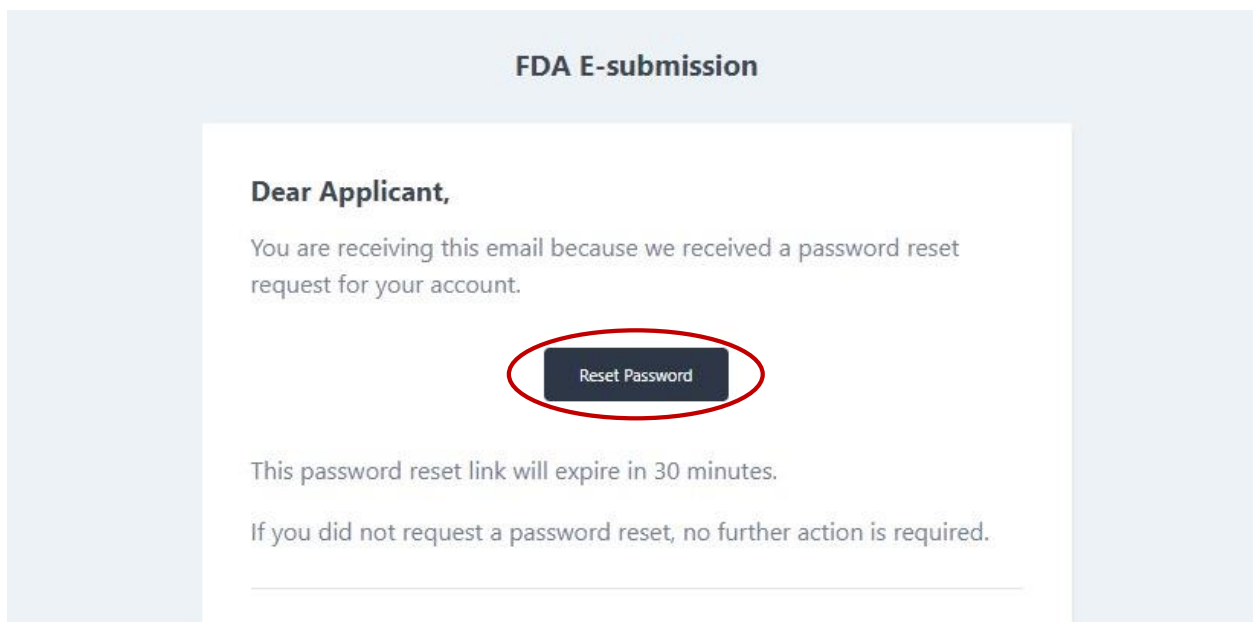 FDA E-submission
Dear Applicant,
You are receiving this email because we received a password reset
request for your account.
Reset Password
This password reset link will expire in 30 minutes.
If you did not request a password reset, no further action is required.